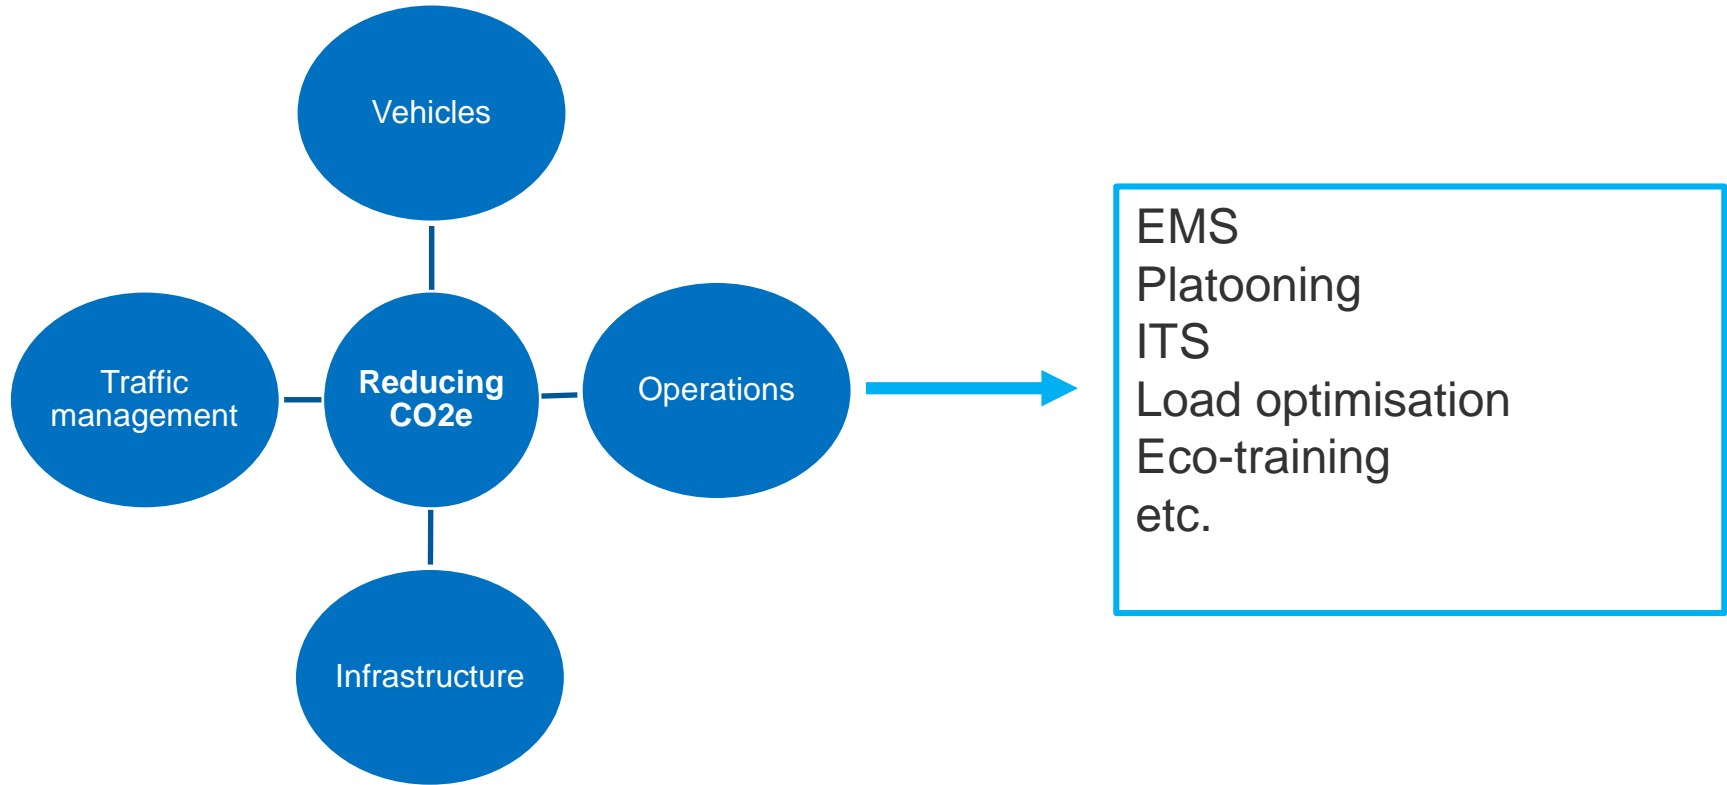 Vehicles
Traffic
management
Reducing
CO2e
Operations
Infrastructure
EMS
Platooning
ITS
Load optimisation
Eco-training
etc.